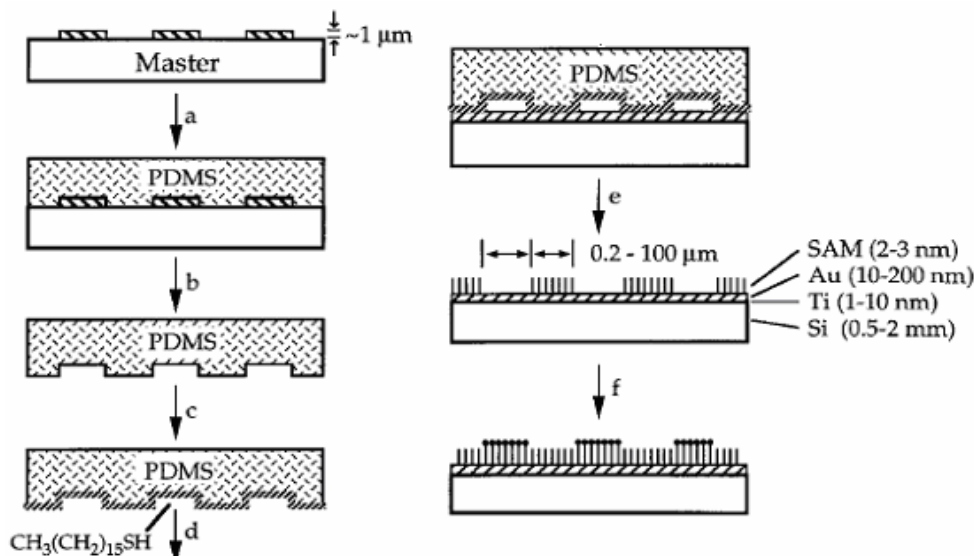 ~1 μm
Master
a
PDMS
b
PDMS
c
PDMS
CH₃(CH₂)₁₅SH
d
PDMS
e
0.2 - 100 μm
SAM (2-3 nm)
Au (10-200 nm)
Ti (1-10 nm)
Si (0.5-2 mm)
f